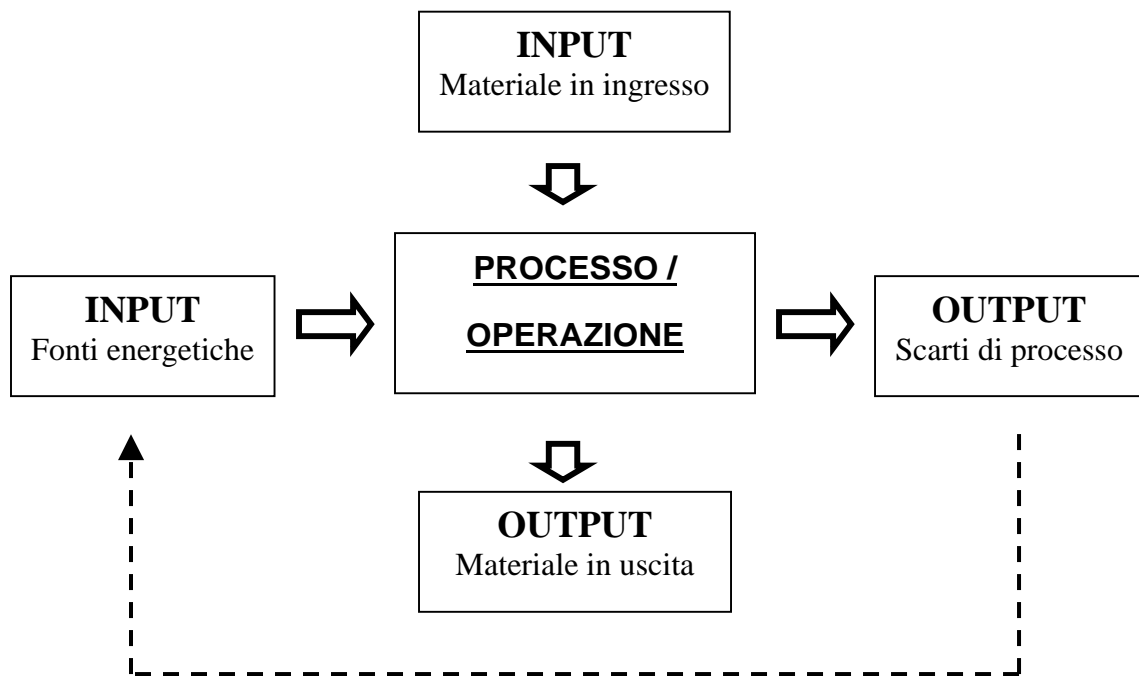 INPUT
Materiale in ingresso
PROCESSO /
OPERAZIONE
INPUT
Fonti energetiche
OUTPUT
Scarti di processo
OUTPUT
Materiale in uscita